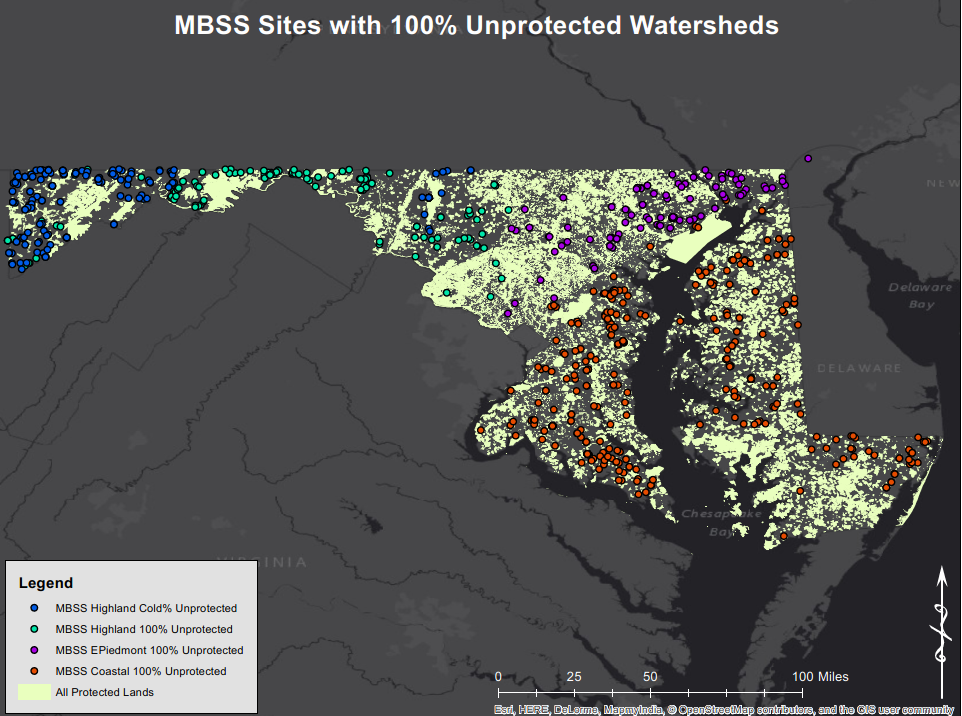 MBSS Sites with 100% Unprotected Watersheds
NEW
Delaware
Bay
DELAWARE
Chesapeake
Bay
VIRGINIA
Legend
MBSS Highland Cold% Unprotected
MBSS Highland 100% Unprotected
MBSS EPiedmont 100% Unprotected
MBSS Coastal 100% Unprotected
All Protected Lands
0 25 50 100 Miles
Esri, HERE, DeLorme, MapmyIndia, © OpenStreetMap contributors, and the GIS user community